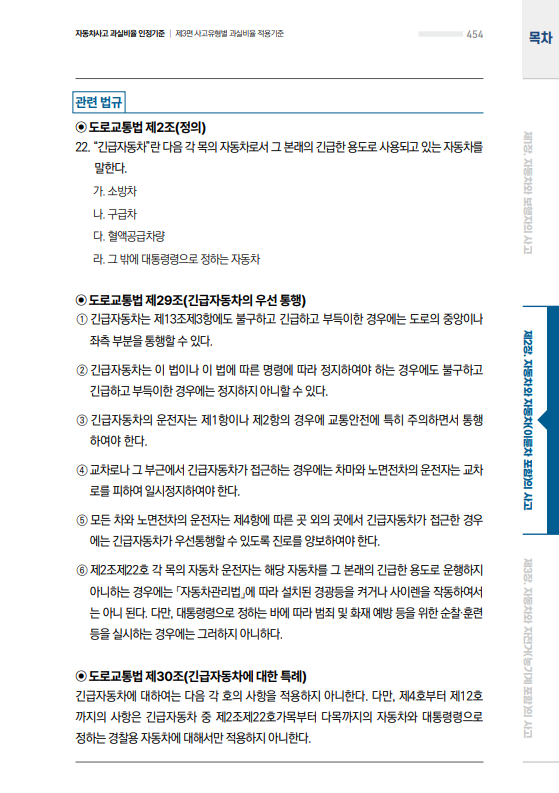 자동차사고 과실비율 인정기준 | 제3편 사고유형별 과실비율 적용기준
454
목차
관련 법규
◉ 도로교통법 제2조(정의)
22. “긴급자동차”란 다음 각 목의 자동차로서 그 본래의 긴급한 용도로 사용되고 있는 자동차를
말한다.
가. 소방차
나. 구급차
다. 혈액공급차량
라. 그 밖에 대통령령으로 정하는 자동차
◉ 도로교통법 제29조(긴급자동차의 우선 통행)
① 긴급자동차는 제13조제3항에도 불구하고 긴급하고 부득이한 경우에는 도로의 중앙이나
좌측 부분을 통행할 수 있다.
② 긴급자동차는 이 법이나 이 법에 따른 명령에 따라 정지하여야 하는 경우에도 불구하고
긴급하고 부득이한 경우에는 정지하지 아니할 수 있다.
③ 긴급자동차의 운전자는 제1항이나 제2항의 경우에 교통안전에 특히 주의하면서 통행
하여야 한다.
④ 교차로나 그 부근에서 긴급자동차가 접근하는 경우에는 차마와 노면전차의 운전자는 교차
로를 피하여 일시정지하여야 한다.
⑤ 모든 차와 노면전차의 운전자는 제4항에 따른 곳 외의 곳에서 긴급자동차가 접근한 경우
에는 긴급자동차가 우선통행할 수 있도록 진로를 양보하여야 한다.
⑥ 제2조제22호 각 목의 자동차 운전자는 해당 자동차를 그 본래의 긴급한 용도로 운행하지
아니하는 경우에는 「자동차관리법」에 따라 설치된 경광등을 켜거나 사이렌을 작동하여서
는 아니 된다. 다만, 대통령령으로 정하는 바에 따라 범죄 및 화재 예방 등을 위한 순찰·훈련
등을 실시하는 경우에는 그러하지 아니하다.
◉ 도로교통법 제30조(긴급자동차에 대한 특례)
긴급자동차에 대하여는 다음 각 호의 사항을 적용하지 아니한다. 다만, 제4호부터 제12호
까지의 사항은 긴급자동차 중 제2조제22호가목부터 다목까지의 자동차와 대통령령으로
정하는 경찰용 자동차에 대해서만 적용하지 아니한다.
제1장. 자동차와 보행자의 사고
제2장. 자동차와 자동차(이륜차 포함)의 사고
제3장. 자동차와 자전거(농기계 포함)의 사고